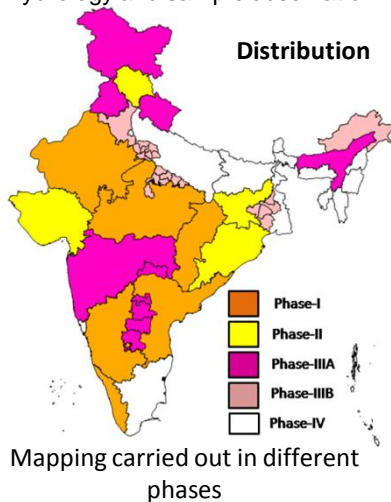 Distribution
Phase-I
Phase-II
Phase-IIIA
Phase-IIIB
Phase-IV
Mapping carried out in different
phases